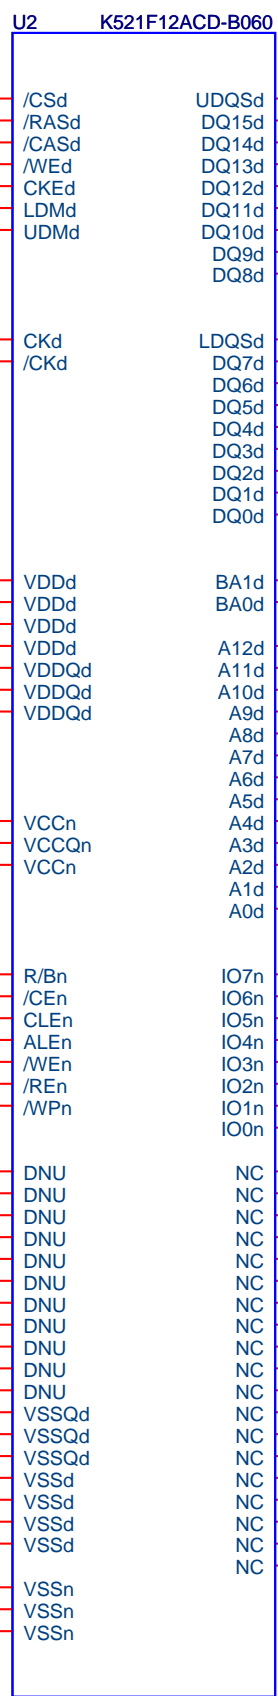 U2 K521F12ACD-B060
/CSd UDQSd
/RASd DQ15d
/CASd DQ14d
/WEd DQ13d
CKEd DQ12d
LDMd DQ11d
UDMd DQ10d
DQ9d
DQ8d
CKd LDQSd
/CKd DQ7d
DQ6d
DQ5d
DQ4d
DQ3d
DQ2d
DQ1d
DQ0d
VDDd BA1d
VDDd BA0d
VDDd
VDDd A12d
VDDQd A11d
VDDQd A10d
VDDQd A9d
A8d
A7d
A6d
A5d
VCCn A4d
VCCQn A3d
VCCn A2d
A1d
A0d
R/Bn IO7n
/CEn IO6n
CLEn IO5n
ALEn IO4n
/WEn IO3n
/REn IO2n
/WPn IO1n
IO0n
DNU NC
DNU NC
DNU NC
DNU NC
DNU NC
DNU NC
DNU NC
DNU NC
DNU NC
DNU NC
DNU NC
VSSQd NC
VSSQd NC
VSSQd NC
VSSd NC
VSSd NC
VSSd NC
VSSd NC
NC
VSSn
VSSn
VSSn